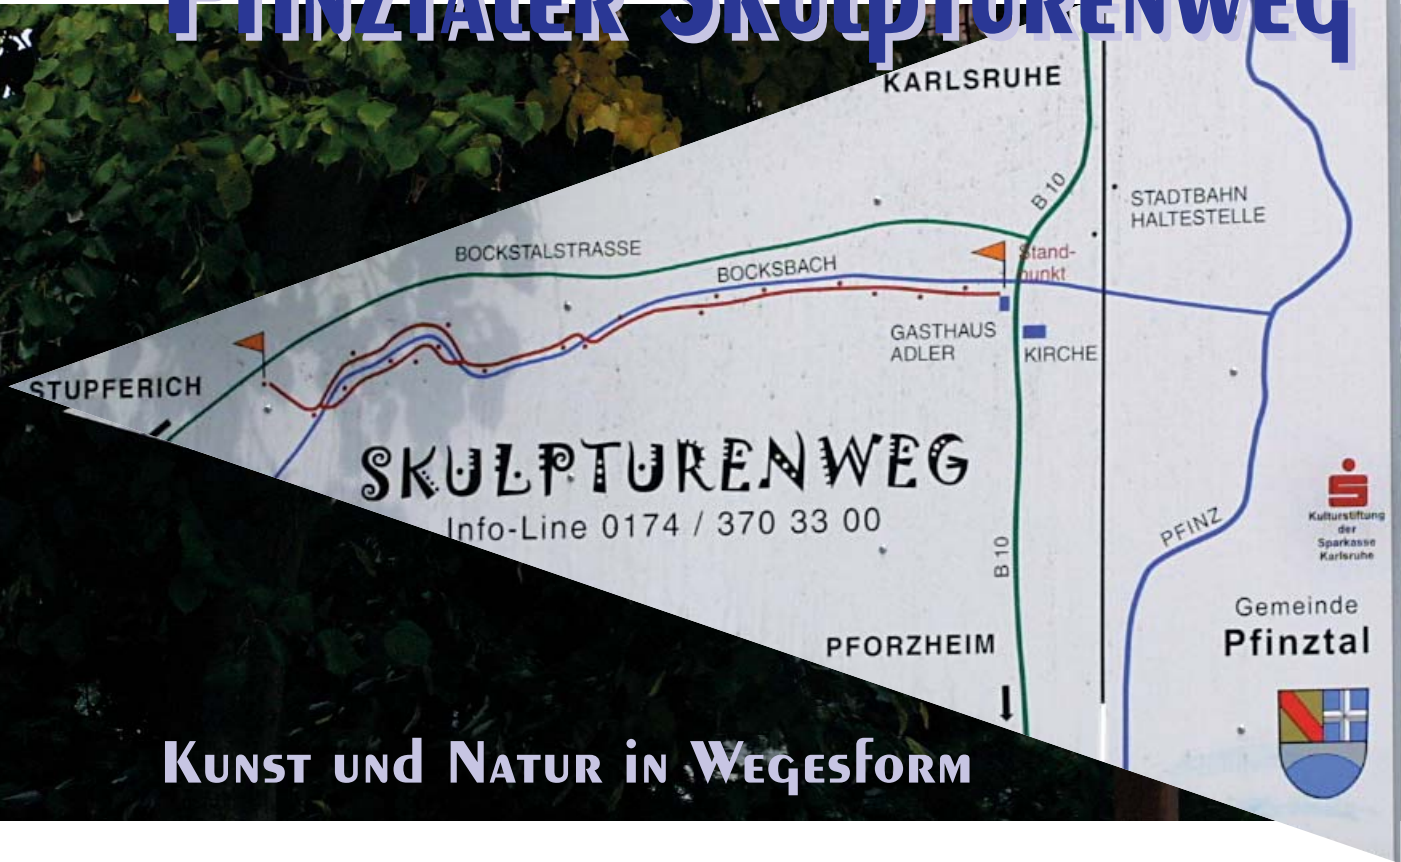 Pfinztaler Skulpturenweg
KARLSRUHE
B 10
STADTBAHN
HALTESTELLE
BOCKSTALSTRASSE
BOCKSBACH
Stand-
punkt
GASTHAUS
ADLER
KIRCHE
STUPFERICH
SKULPTURENWEG
Info-Line 0174 / 370 33 00
B 10
PFINZ
Kulturstiftung
der
Sparkasse
Karlsruhe
Gemeinde
Pfinztal
PFORZHEIM
Kunst und Natur in Wegesform